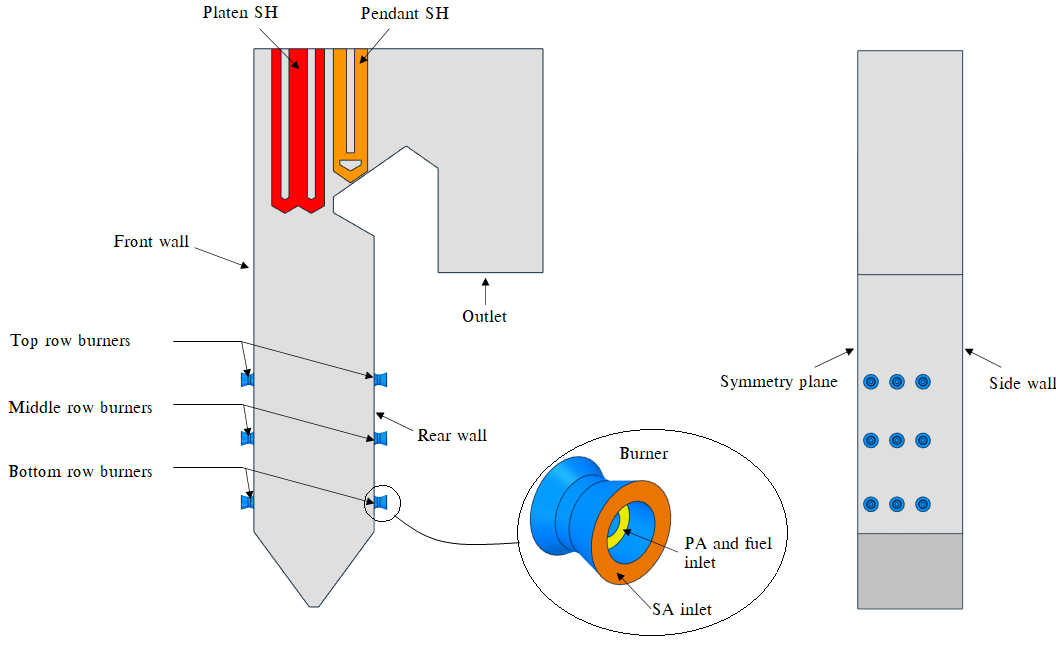 Platen SH
Pendant SH
Front wall
Outlet
Top row burners
Middle row burners
Bottom row burners
Rear wall
Symmetry plane
Side wall
Burner
PA and fuel
inlet
SA inlet